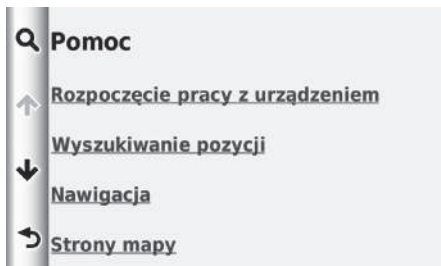 Pomoc
Rozpoczęcie pracy z urządzeniem
Wyszukiwanie pozycji
Nawigacja
Strony mapy